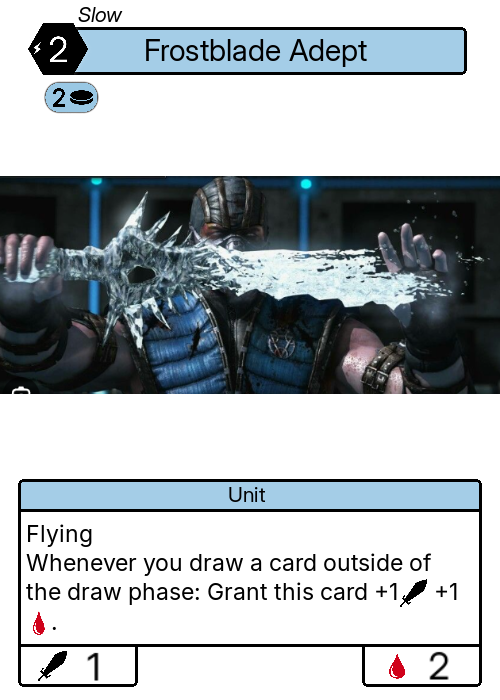 Slow
2 Frostblade Adept
2
Unit
Flying
Whenever you draw a card outside of
the draw phase: Grant this card +1 +1
.
1 2